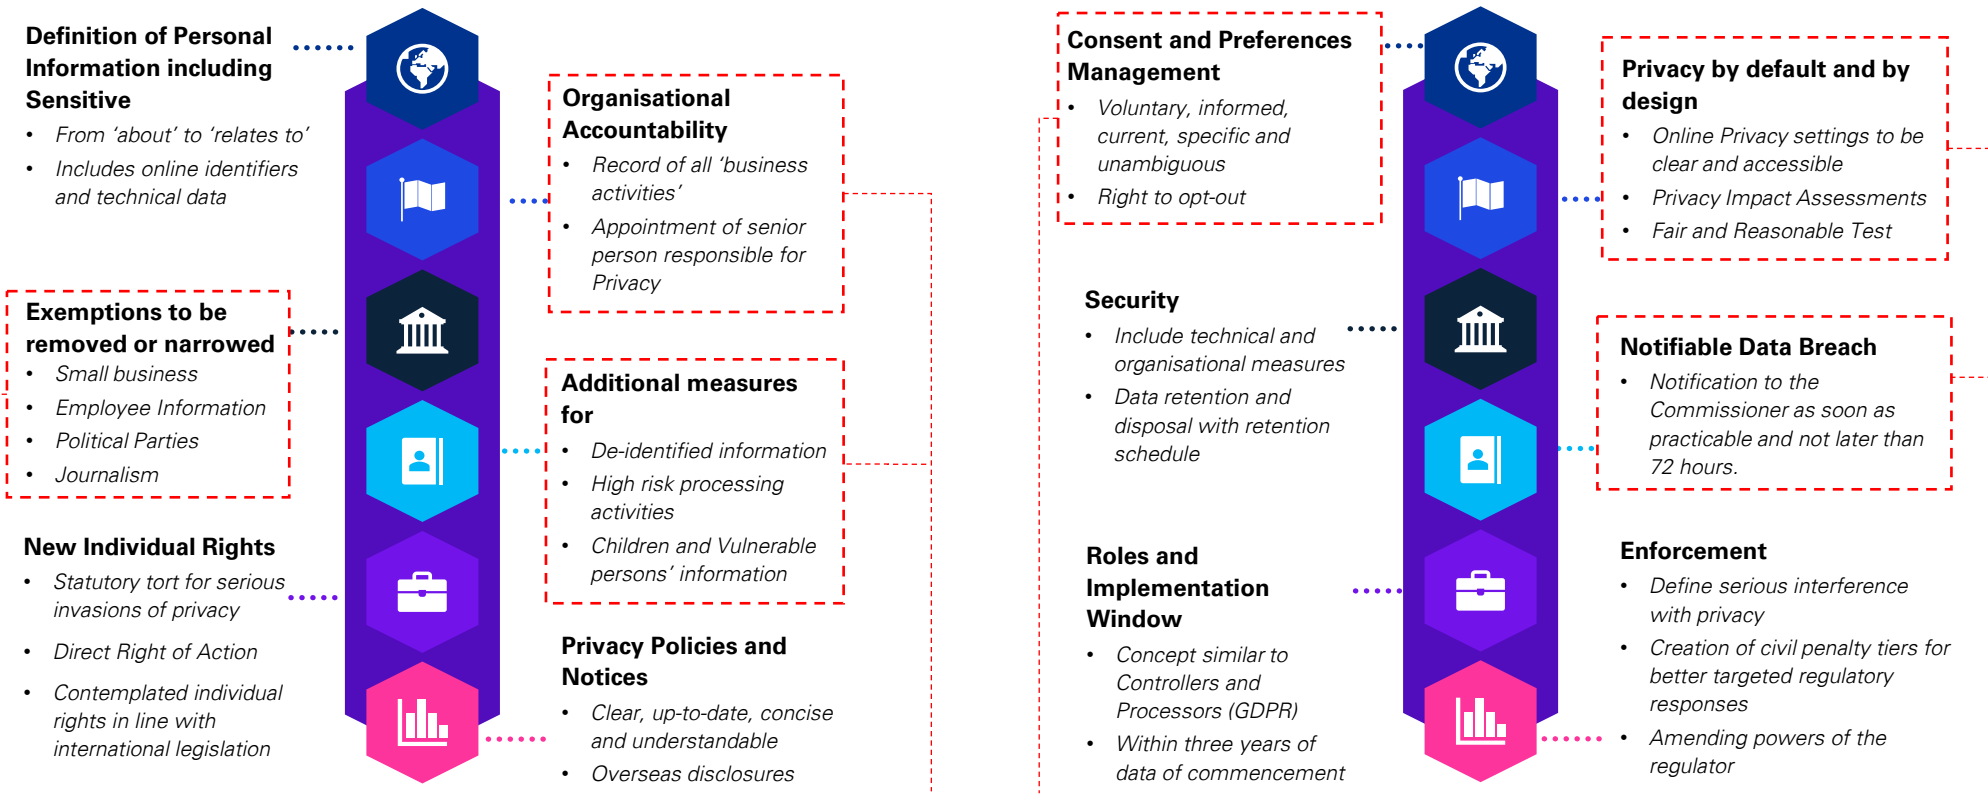 Definition of Personal
Information including
Sensitive
• From ‘about’ to ‘relates to’
• Includes online identifiers
and technical data
Organisational
Accountability
• Record of all ‘business
activities’
• Appointment of senior
person responsible for
Privacy
Exemptions to be
removed or narrowed
• Small business
• Employee Information
• Political Parties
• Journalism
Additional measures
for
• De-identified information
• High risk processing
activities
• Children and Vulnerable
persons’ information
New Individual Rights
• Statutory tort for serious
invasions of privacy
• Direct Right of Action
• Contemplated individual
rights in line with
international legislation
Privacy Policies and
Notices
• Clear, up-to-date, concise
and understandable
• Overseas disclosures
Consent and Preferences
Management
• Voluntary, informed,
current, specific and
unambiguous
• Right to opt-out
Privacy by default and by
design
• Online Privacy settings to be
clear and accessible
• Privacy Impact Assessments
• Fair and Reasonable Test
Security
• Include technical and
organisational measures
• Data retention and
disposal with retention
schedule
Notifiable Data Breach
• Notification to the
Commissioner as soon as
practicable and not later than
72 hours.
Roles and
Implementation
Window
• Concept similar to
Controllers and
Processors (GDPR)
• Within three years of
data of commencement
Enforcement
• Define serious interference
with privacy
• Creation of civil penalty tiers for
better targeted regulatory
responses
• Amending powers of the
regulator